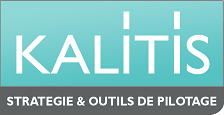 KALITIS
STRATEGIE & OUTILS DE PILOTAGE